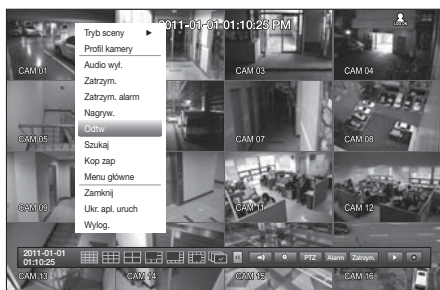 2011-01-01 01:10:25 PM
LOG ON
Tryb sceny
Profil kamery
Audio wył.
Zatrzym.
Zatrzym. alarm
Nagryw.
Odtw
Szukaj
Kop zap
Menu główne
Zamknij
Ukr. apl. uruch
Wylog.
CAM 01
CAM 03
CAM 04
CAM 05
CAM 07
CAM 08
CAM 09
CAM 11
CAM 12
2011-01-01
01:10:25
PTZ
Alarm
Zatrzym.
CAM 13
CAM 14
CAM 15
CAM 16